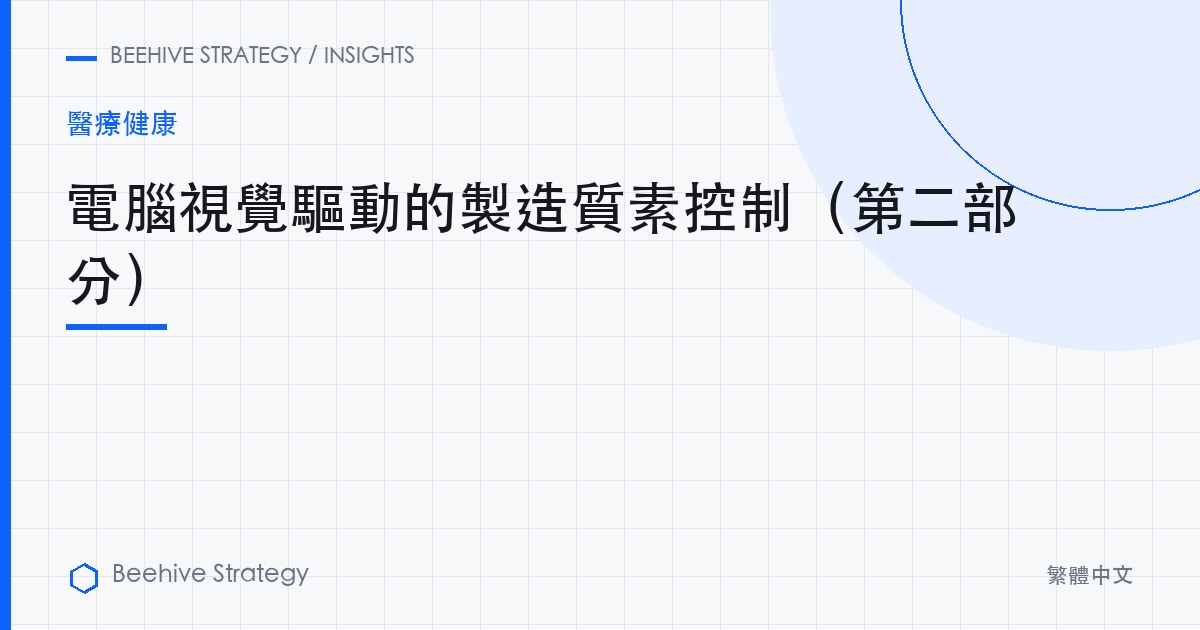 BEEHIVE STRATEGY / INSIGHTS
醫療健康
電腦視覺驅動的製造質素控制（第二部
分）
Beehive Strategy
繁體中文